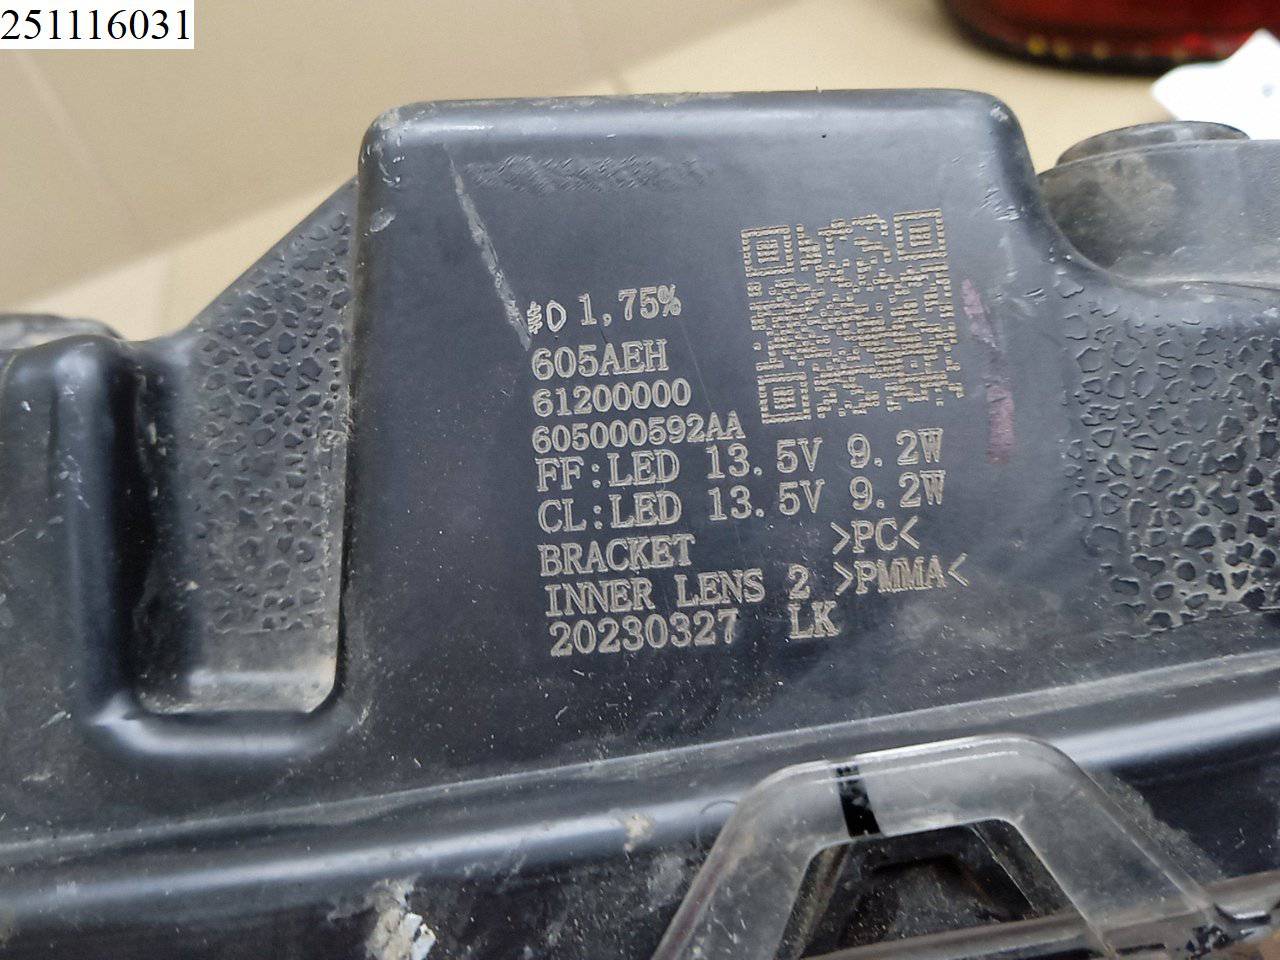 251116031
1,75%
605AEH
61200000
605000592AA
FF:LED 13.5V 9.2W
CL:LED 13.5V 9.2W
BRACKET >PC<
INNER LENS 2 >PMMA<
20230327 LK